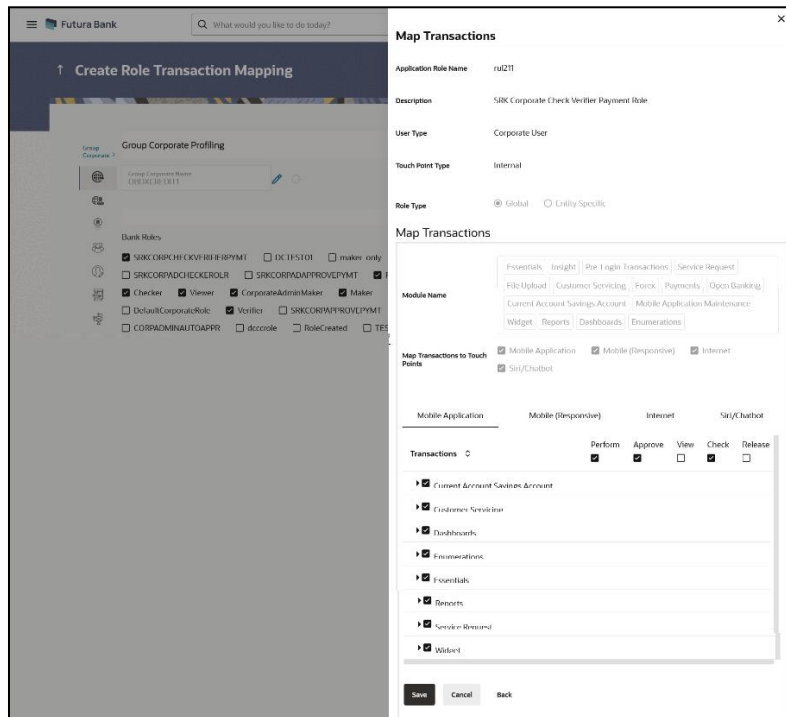 Futura Bank
What would you like to do today?
Create Role Transaction Mapping
Group Corporate
Group Corporate Profiling
Group Corporate Name
Bank Roles
SRKCORPCHECKVERIFIERPYMT DCTEST01 maker only
SRKCORPADCHECKEROLR SRKCORPADAPPROVEPYMT
Checker Viewer CorporateAdminMaker Maker
DefaultCorporateRole Verifier SRKCORPAPPROVEPYMT
CORPADMINAUTOAPPR dcccrole RoleCreated TES
Map Transactions
Application Role Name rul211
Description SRK Corporate Check Verifier Payment Role
User Type Corporate User
Touch Point Type Internal
Role Type Global Entity Specific
Map Transactions
Module Name
Essentials Insight Pre Login Transactions Service Request
File Upload Customer Servicing Forex Payments Open Banking
Current Account Savings Account Mobile Application Maintenance
Widget Reports Dashboards Enumerations
Map Transactions to Touch Points
Mobile Application Mobile (Responsive) Internet
Siri/Chatbot
Mobile Application Mobile (Responsive) Internet Siri/Chatbot
Transactions Perform Approve View Check Release
Current Account Savings Account
Customer Servicing
Dashboards
Enumerations
Essentials
Reports
Service Request
Widget
Save Cancel Back